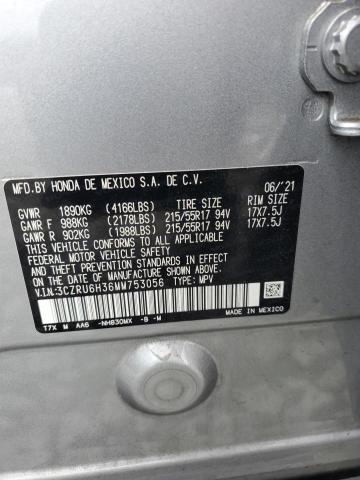 MFD.BY HONDA DE MEXICO S.A. DE C.V.
06/'21
GVWR 1890KG (4166LBS) TIRE SIZE RIM SIZE
GAWR F 988KG (2178LBS) 215/55R17 94V 17X7.5J
GAWR R 902KG (1988LBS) 215/55R17 94V 17X7.5J
THIS VEHICLE CONFORMS TO ALL APPLICABLE
FEDERAL MOTOR VEHICLE SAFETY, BUMPER,
AND THEFT PREVENTION STANDARDS IN EFFECT
ON THE DATE OF MANUFACTURE SHOWN ABOVE.
V.I.N:3CZRU6H36MM753056 TYPE: MPV
T7X M AA6 -NH830MX -B -M
MADE IN MEXICO